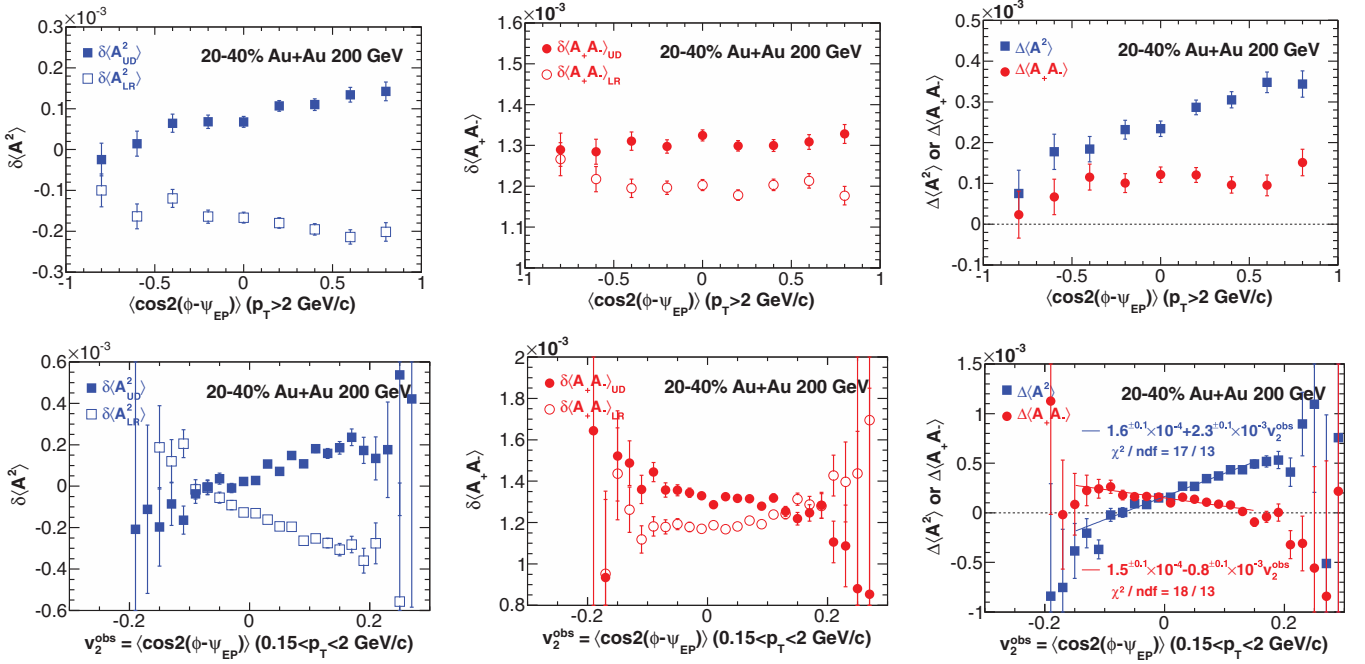 ×10⁻³
0.3
0.2
0.1
0
-0.1
-0.2
-0.3
-1
-0.5
0
0.5
1
δ⟨A²⟩
δ⟨A²_UD⟩
δ⟨A²_LR⟩
20-40% Au+Au 200 GeV
⟨cos2(ϕ-ψ_EP)⟩ (p_T>2 GeV/c)
×10⁻³
1.6
1.5
1.4
1.3
1.2
1.1
1
-1
-0.5
0
0.5
1
δ⟨A₊A₋⟩
δ⟨A₊A₋⟩_UD
δ⟨A₊A₋⟩_LR
20-40% Au+Au 200 GeV
⟨cos2(ϕ-ψ_EP)⟩ (p_T>2 GeV/c)
×10⁻³
0.5
0.4
0.3
0.2
0.1
0
-0.1
-1
-0.5
0
0.5
1
Δ⟨A²⟩ or Δ⟨A₊A₋⟩
Δ⟨A²⟩
Δ⟨A₊A₋⟩
20-40% Au+Au 200 GeV
⟨cos2(ϕ-ψ_EP)⟩ (p_T>2 GeV/c)
×10⁻³
0.6
0.4
0.2
0
-0.2
-0.4
-0.6
-0.2
0
0.2
δ⟨A²⟩
δ⟨A²_UD⟩
δ⟨A²_LR⟩
20-40% Au+Au 200 GeV
v₂^obs = ⟨cos2(ϕ-ψ_EP)⟩ (0.15<p_T<2 GeV/c)
×10⁻³
2
1.8
1.6
1.4
1.2
1
0.8
-0.2
0
0.2
δ⟨A₊A₋⟩
δ⟨A₊A₋⟩_UD
δ⟨A₊A₋⟩_LR
20-40% Au+Au 200 GeV
v₂^obs = ⟨cos2(ϕ-ψ_EP)⟩ (0.15<p_T<2 GeV/c)
×10⁻³
1
0.5
0
-0.5
-1
-0.2
0
0.2
Δ⟨A²⟩ or Δ⟨A₊A₋⟩
Δ⟨A²⟩
Δ⟨A₊A₋⟩
20-40% Au+Au 200 GeV
1.6^±0.1×10⁻⁴+2.3^±0.1×10⁻³v₂^obs
χ² / ndf = 17 / 13
1.5^±0.1×10⁻⁴-0.8^±0.1×10⁻³v₂^obs
χ² / ndf = 18 / 13
v₂^obs = ⟨cos2(ϕ-ψ_EP)⟩ (0.15<p_T<2 GeV/c)